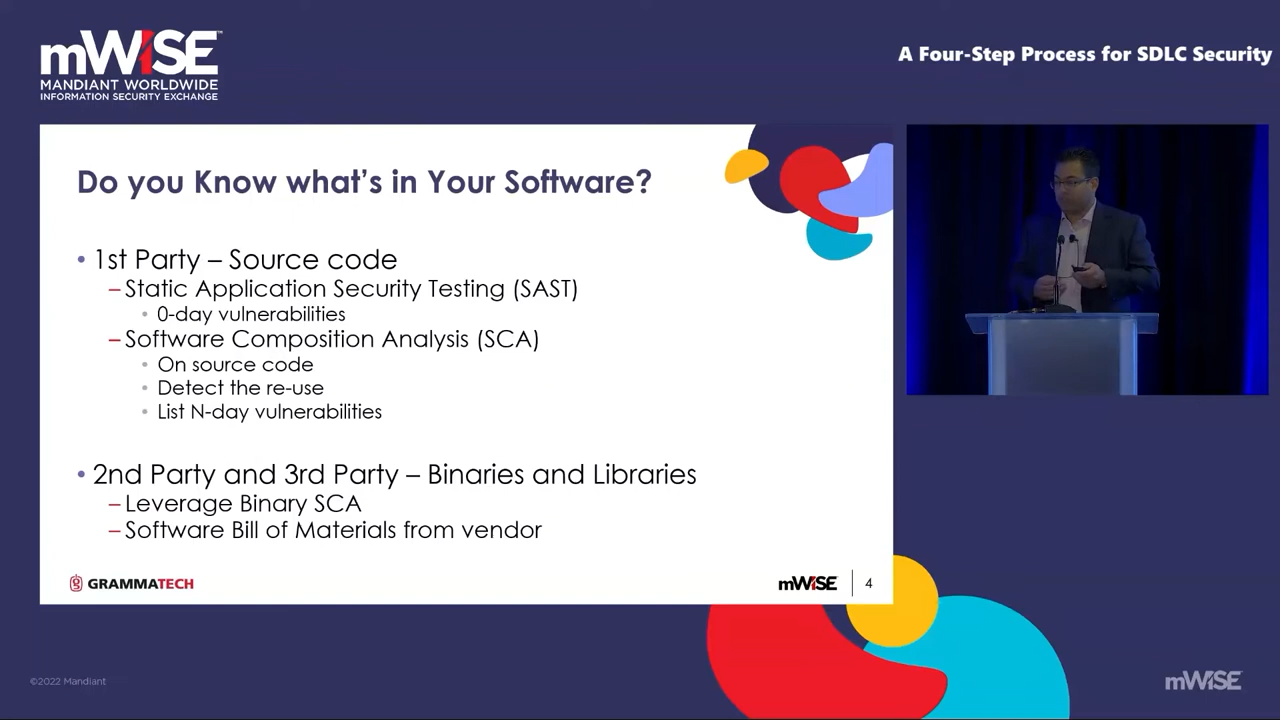 mWISE™
MANDIANT WORLDWIDE
INFORMATION SECURITY EXCHANGE
A Four-Step Process for SDLC Security
Do you Know what's in Your Software?
• 1st Party – Source code
– Static Application Security Testing (SAST)
• 0-day vulnerabilities
– Software Composition Analysis (SCA)
• On source code
• Detect the re-use
• List N-day vulnerabilities
• 2nd Party and 3rd Party – Binaries and Libraries
– Leverage Binary SCA
– Software Bill of Materials from vendor
GRAMMATECH
mWISE
4
©2022 Mandiant
mWISE